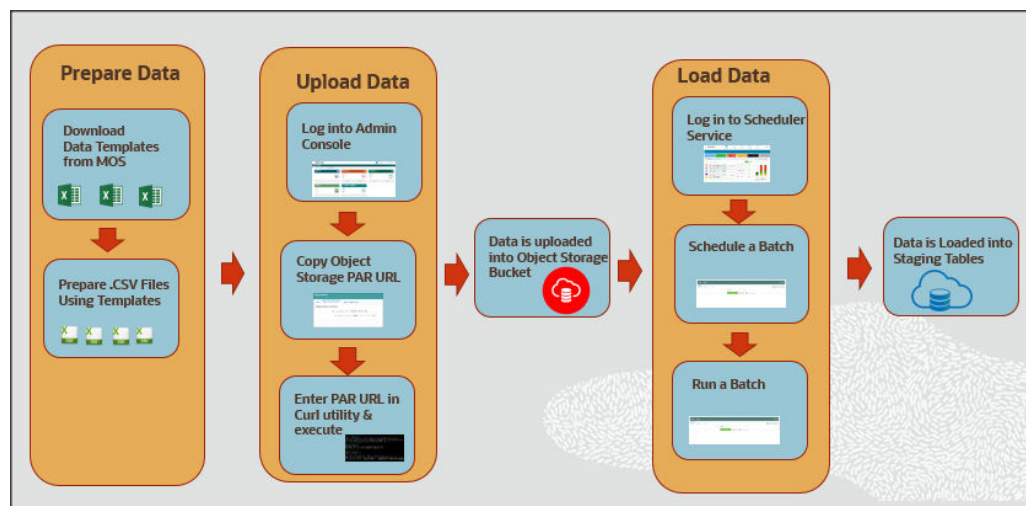 Prepare Data
Download
Data Templates
from MOS
Prepare .CSV Files
Using Templates
Upload Data
Log into Admin
Console
Copy Object
Storage PAR URL
Enter PAR URL in
Curl utility &
execute
Data is uploaded
into Object Storage
Bucket
Load Data
Log in to Scheduler
Service
Schedule a Batch
Run a Batch
Data is Loaded into
Staging Tables